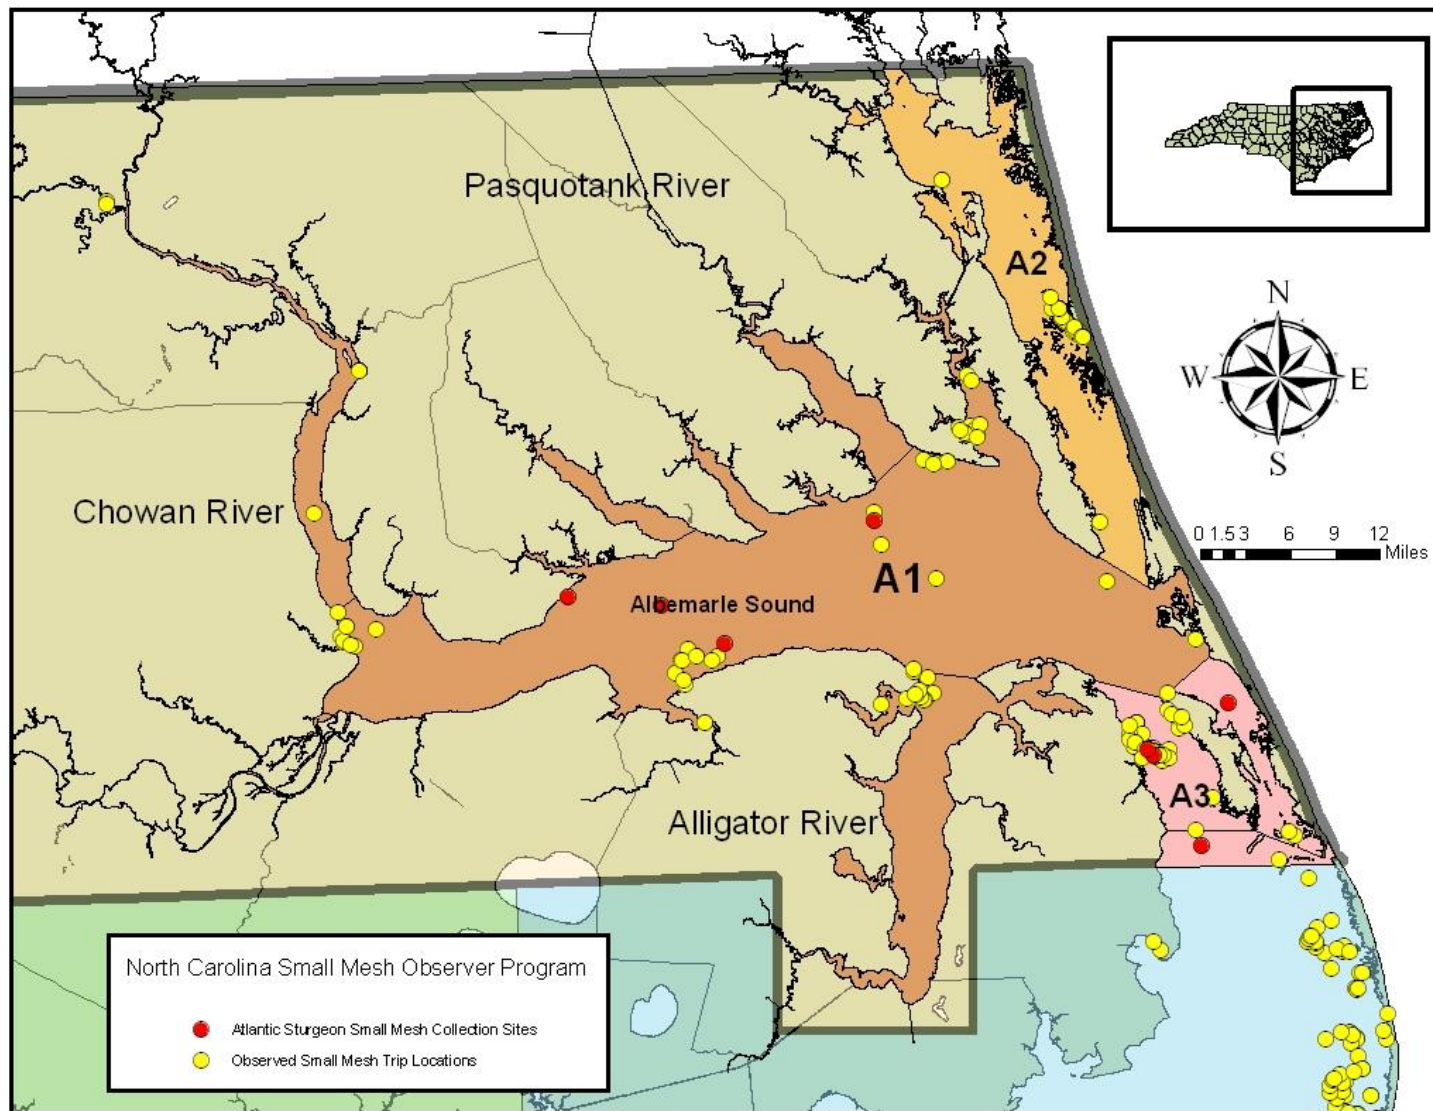 Pasquotank River
A2
N
W
E
S
Chowan River
0 1.5 3 6 9 12
Miles
A1
Albemarle Sound
A3
Alligator River
North Carolina Small Mesh Observer Program
Atlantic Sturgeon Small Mesh Collection Sites
Observed Small Mesh Trip Locations